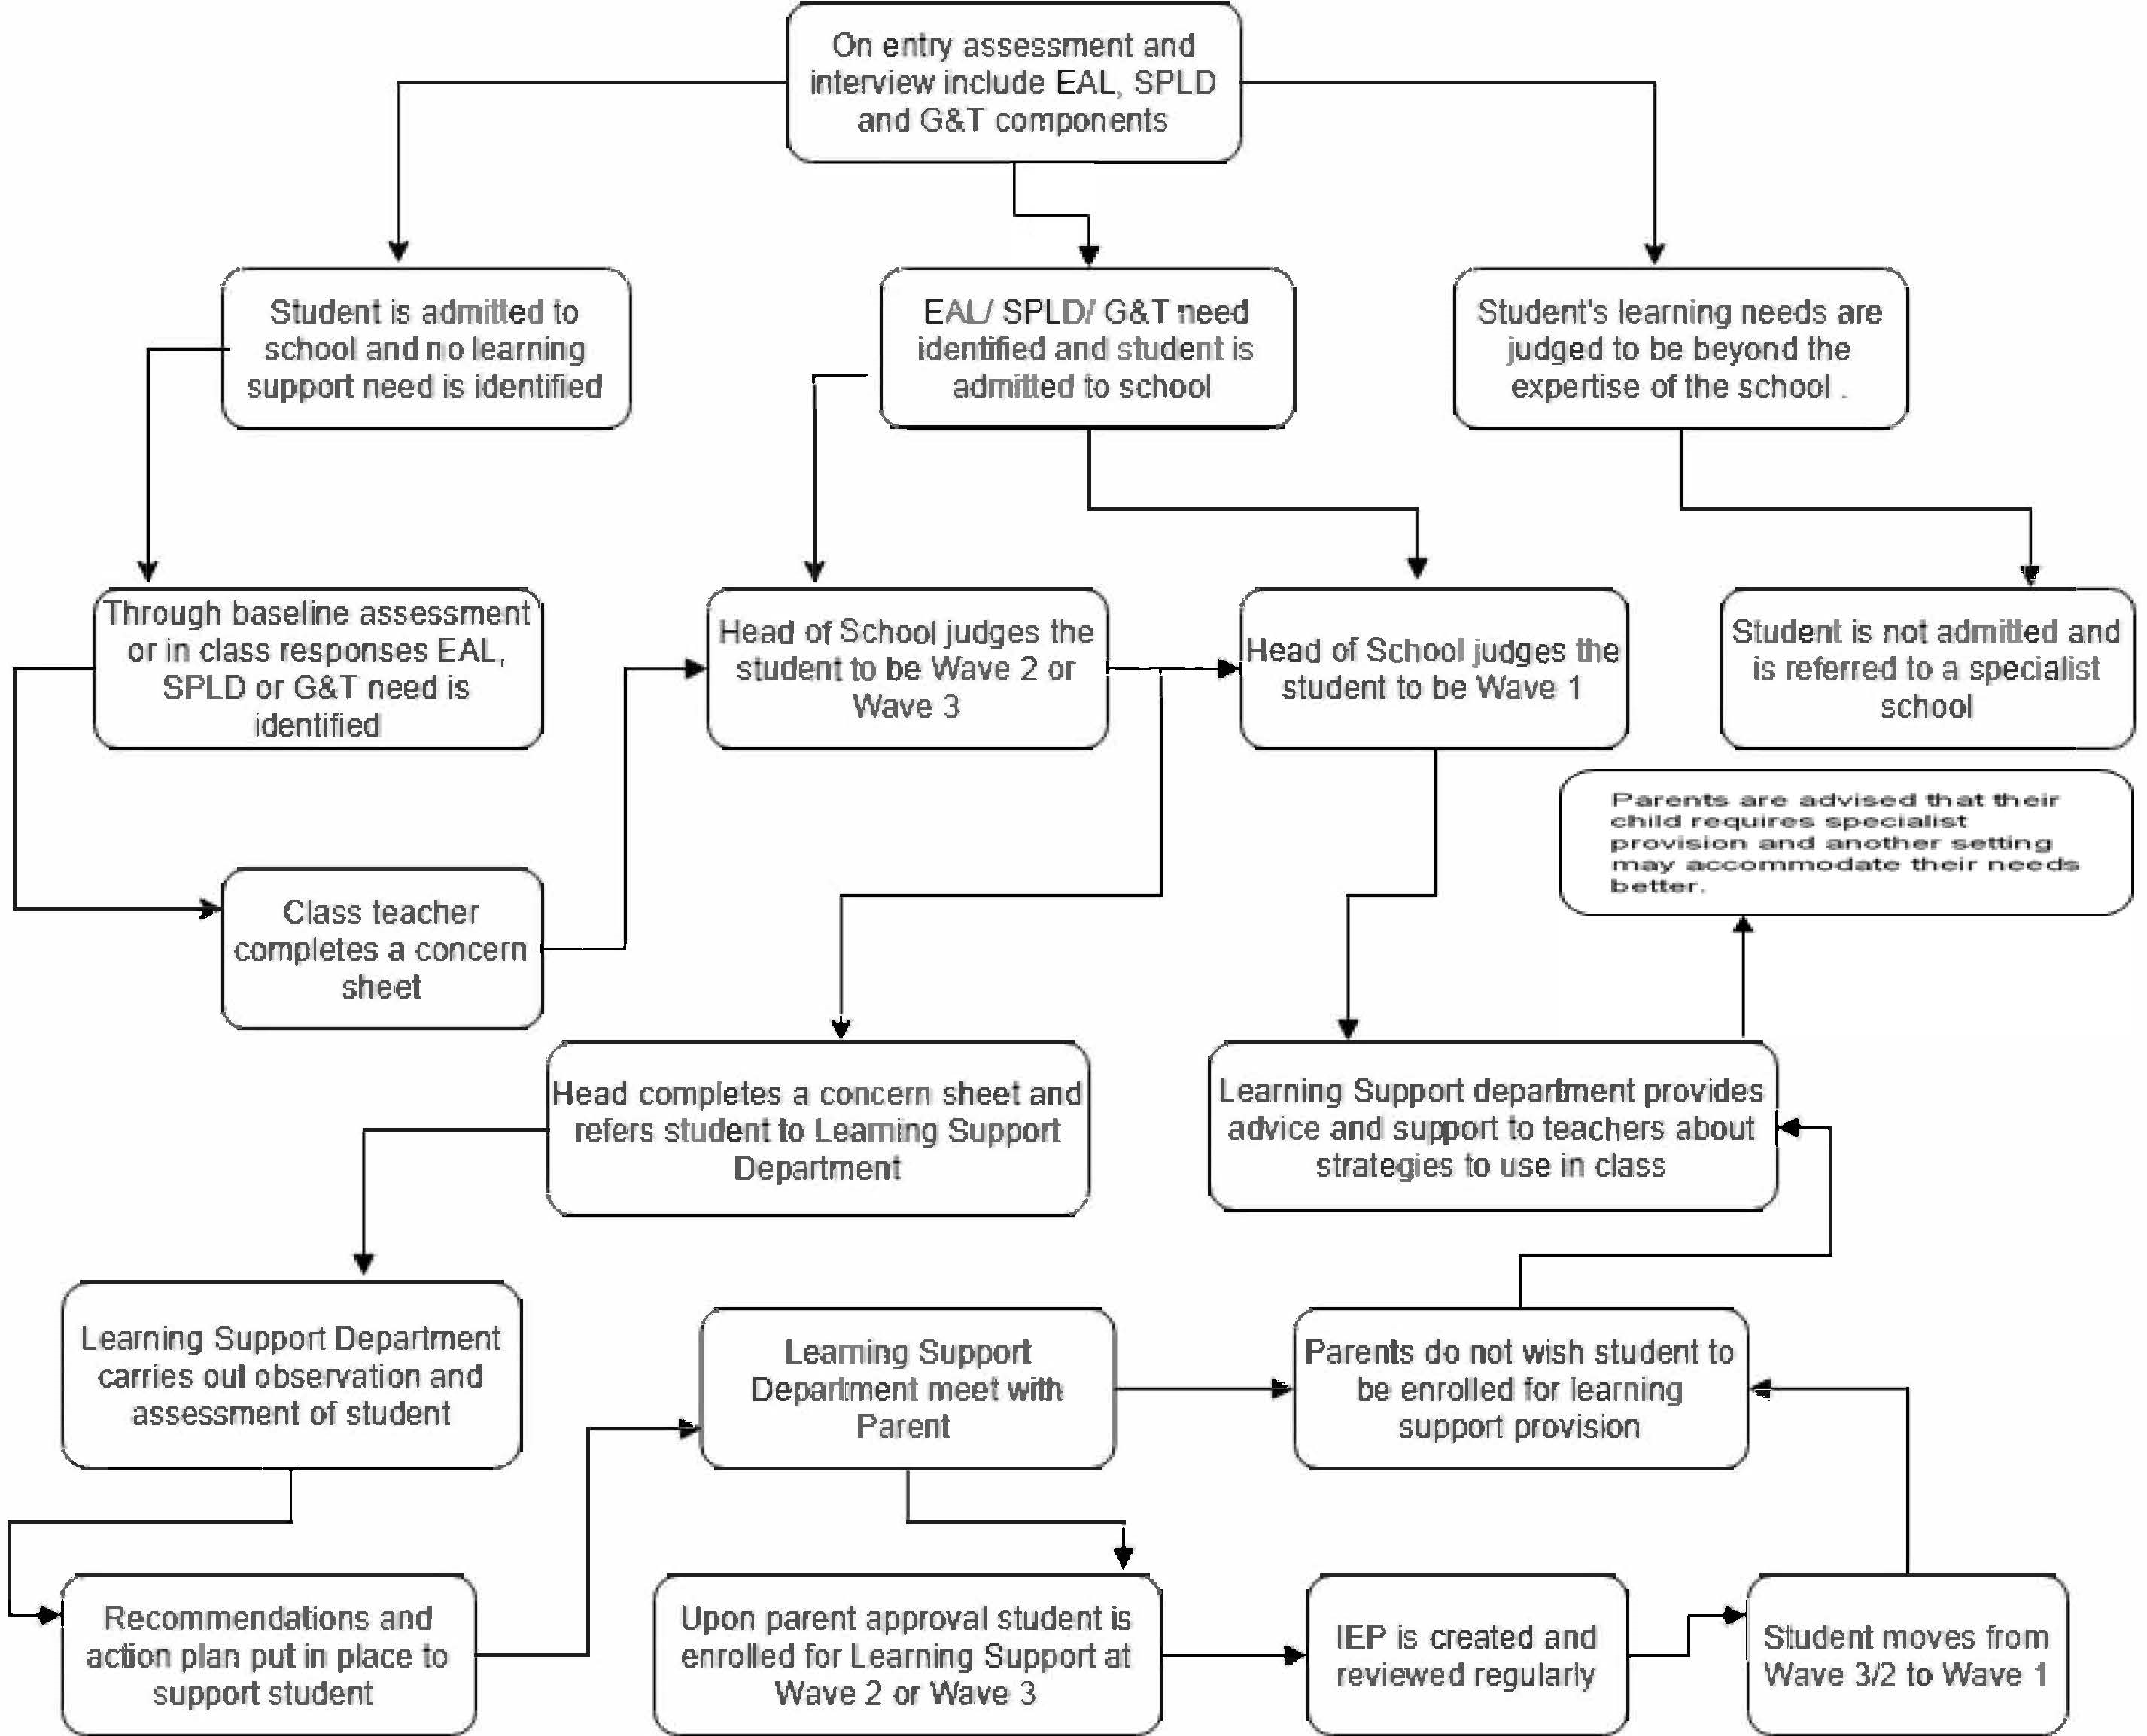 On entry assessment and
interview include EAL, SPLD
and G&T components
Student is admitted to
school and no learning
support need is identified
EAL/ SPLD/ G&T need
identified and student is
admitted to school
Student's learning needs are
judged to be beyond the
expertise of the school .
Through baseline assessment
or in class responses EAL,
SPLD or G&T need is
identified
Head of School judges the
student to be Wave 2 or
Wave 3
Head of School judges the
student to be Wave 1
Student is not admitted and
is referred to a specialist
school
Parents are advised that their
child requires specialist
provision and another setting
may accommodate their needs
better.
Class teacher
completes a concern
sheet
Head completes a concern sheet and
refers student to Learning Support
Department
Learning Support department provides
advice and support to teachers about
strategies to use in class
Learning Support Department
carries out observation and
assessment of student
Learning Support
Department meet with
Parent
Parents do not wish student to
be enrolled for learning
support provision
Recommendations and
action plan put in place to
support student
Upon parent approval student is
enrolled for Learning Support at
Wave 2 or Wave 3
IEP is created and
reviewed regularly
Student moves from
Wave 3/2 to Wave 1